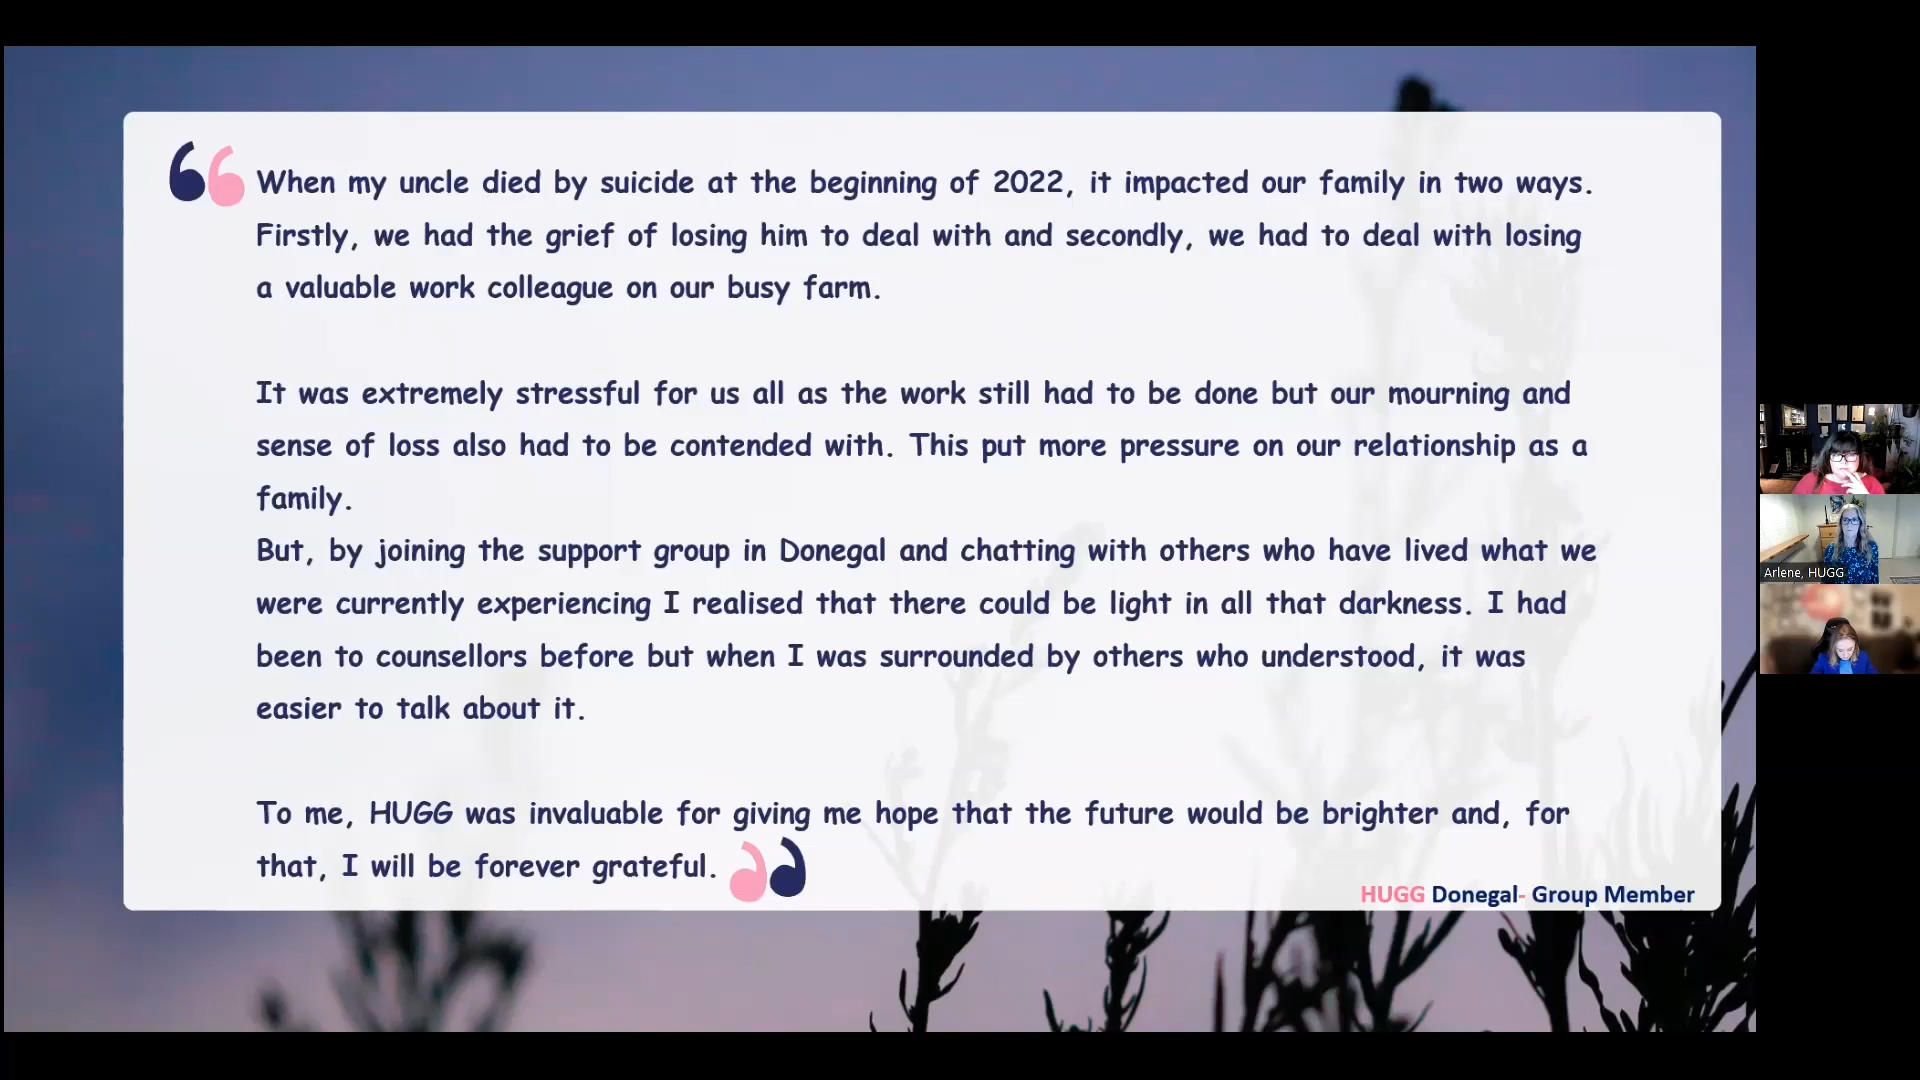 When my uncle died by suicide at the beginning of 2022, it impacted our family in two ways.
Firstly, we had the grief of losing him to deal with and secondly, we had to deal with losing
a valuable work colleague on our busy farm.
It was extremely stressful for us all as the work still had to be done but our mourning and
sense of loss also had to be contended with. This put more pressure on our relationship as a
family.
But, by joining the support group in Donegal and chatting with others who have lived what we
were currently experiencing I realised that there could be light in all that darkness. I had
been to counsellors before but when I was surrounded by others who understood, it was
easier to talk about it.
To me, HUGG was invaluable for giving me hope that the future would be brighter and, for
that, I will be forever grateful.
HUGG Donegal- Group Member
Arlene, HUGG